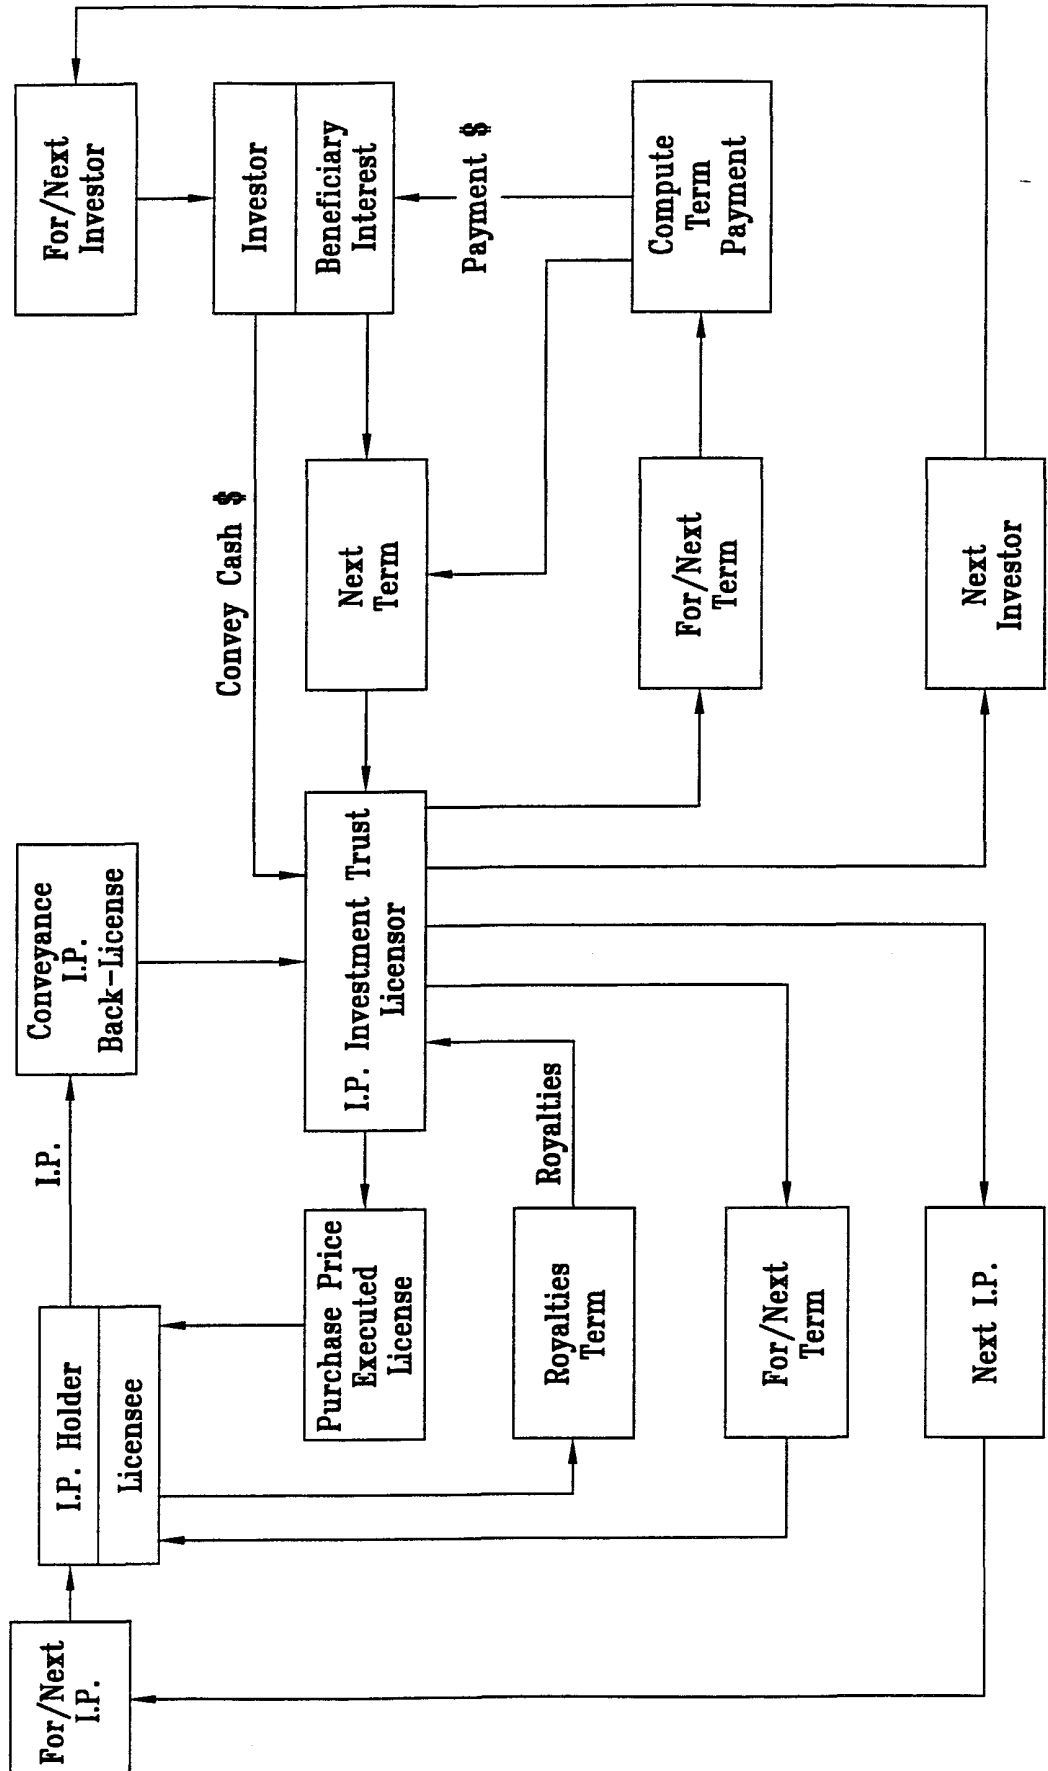 For/Next
I.P.
I.P. Holder
Licensee
I.P.
Conveyance
I.P.
Back-License
For/Next
Investor
Investor
Beneficiary
Interest
Convey Cash $
Purchase Price
Executed
License
I.P. Investment Trust
Licensor
Next
Term
Payment $
Royalties
Term
Royalties
For/Next
Term
Compute
Term
Payment
For/Next
Term
Next I.P.
Next
Investor